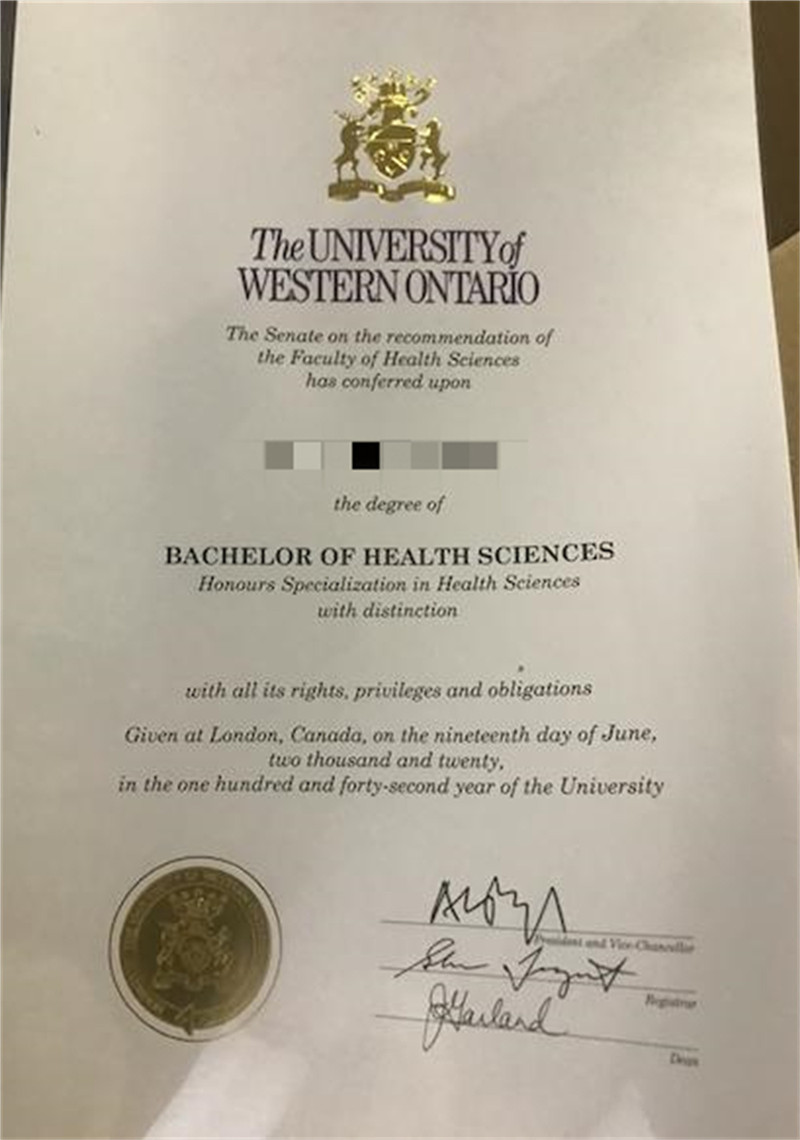 The UNIVERSITY of
WESTERN ONTARIO
The Senate on the recommendation of
the Faculty of Health Sciences
has conferred upon
the degree of
BACHELOR OF HEALTH SCIENCES
Honours Specialization in Health Sciences
with distinction
with all its rights, privileges and obligations
Given at London, Canada, on the nineteenth day of June,
two thousand and twenty,
in the one hundred and forty-second year of the University
President and Vice-Chancellor
Registrar
JGarland
Dean